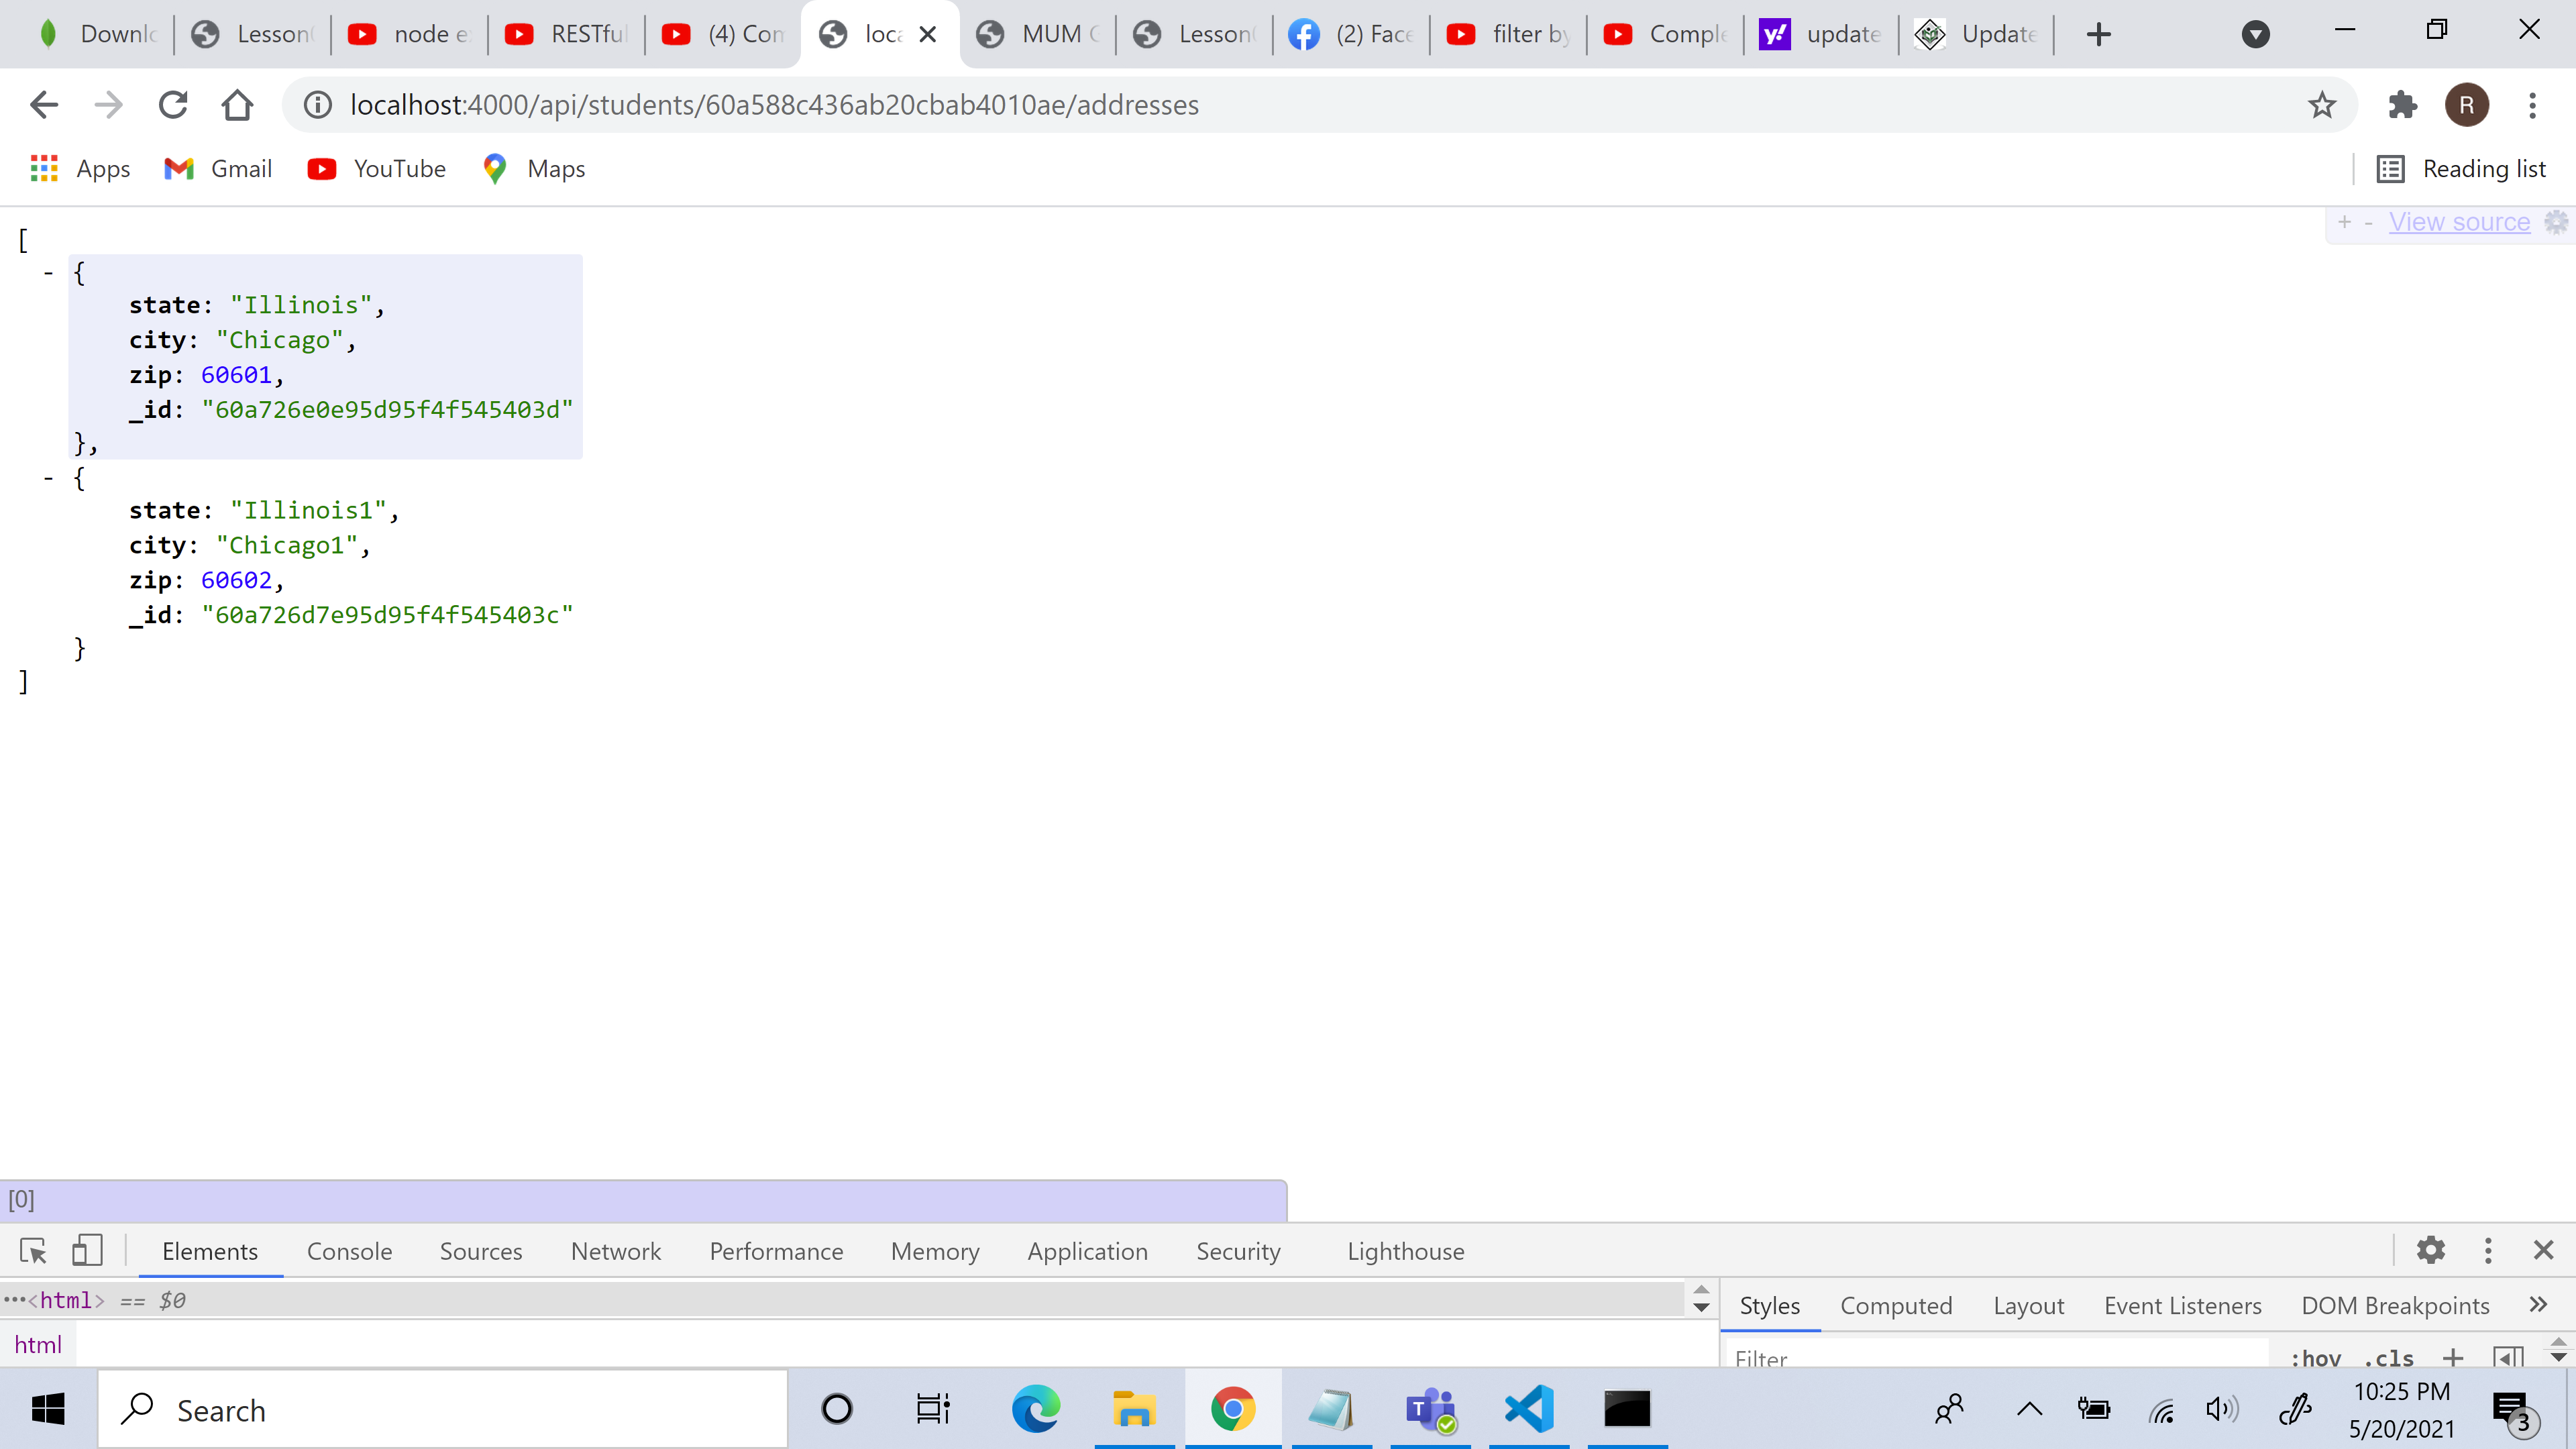 Downlo Lesson node e RESTful (4) Con loca MUM C Lesson (2) Face filter by Comple update Update
localhost:4000/api/students/60a588c436ab20cbab4010ae/addresses R
Apps Gmail YouTube Maps Reading list
+ - View source
[
- {
state: "Illinois",
city: "Chicago",
zip: 60601,
_id: "60a726e0e95d95f4f545403d"
},
- {
state: "Illinois1",
city: "Chicago1",
zip: 60602,
_id: "60a726d7e95d95f4f545403c"
}
]
[0]
Elements Console Sources Network Performance Memory Application Security Lighthouse
···<html> == $0
Styles Computed Layout Event Listeners DOM Breakpoints »
html
Filter :hov .cls +
Search
10:25 PM
5/20/2021
3